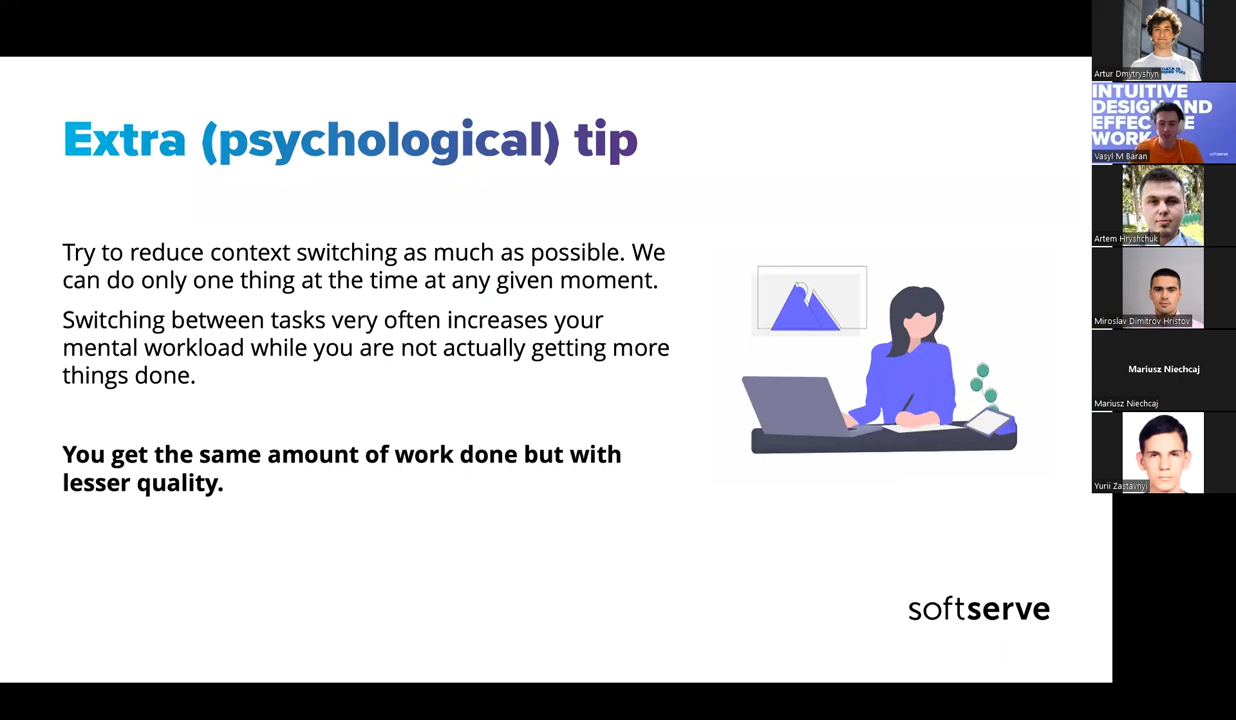 Extra (psychological) tip
Try to reduce context switching as much as possible. We
can do only one thing at the time at any given moment.
Switching between tasks very often increases your
mental workload while you are not actually getting more
things done.
You get the same amount of work done but with
lesser quality.
softserve
Artur Dmytryshyn
INTUITIVE
DESIGN AND
WORK
softserve
Vasyl M Baran
Artem Hryshchuk
Miroslav Dimitrov Hristov
Mariusz Niechcaj
Mariusz Niechcaj
Yurii Zastavnyi